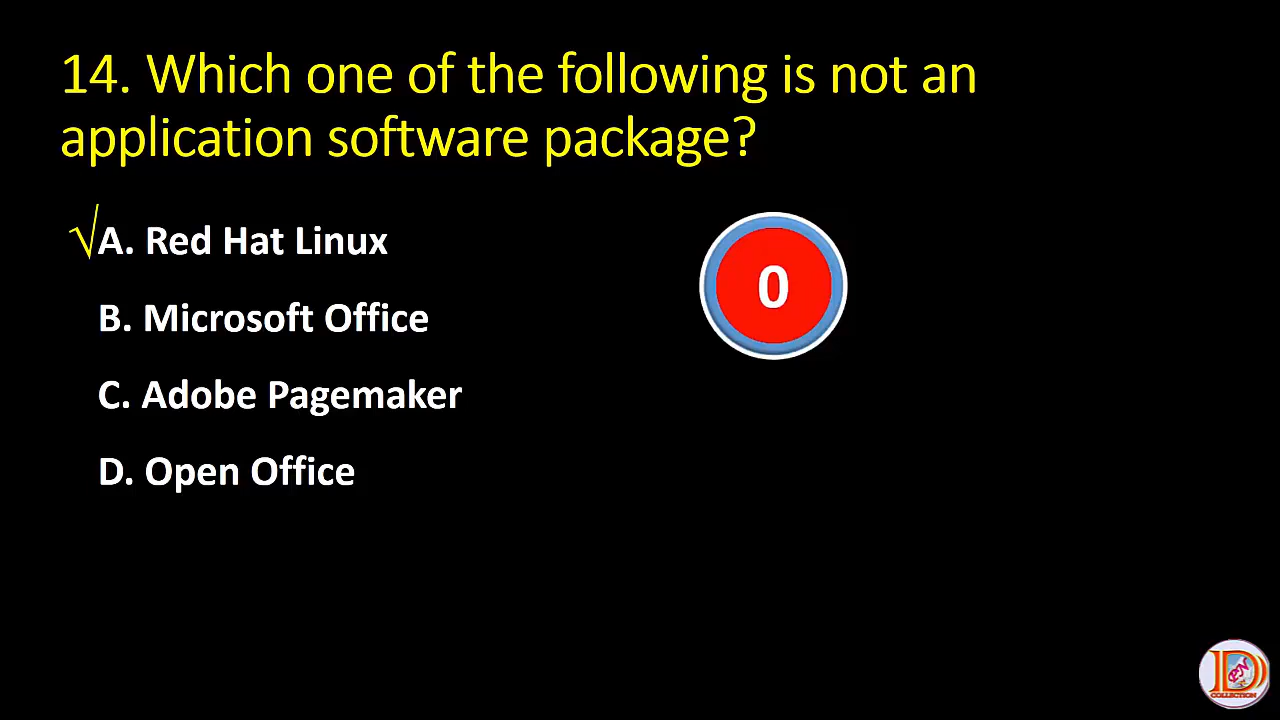 14. Which one of the following is not an
application software package?
√A. Red Hat Linux
0
B. Microsoft Office
C. Adobe Pagemaker
D. Open Office
D
COLLECTION